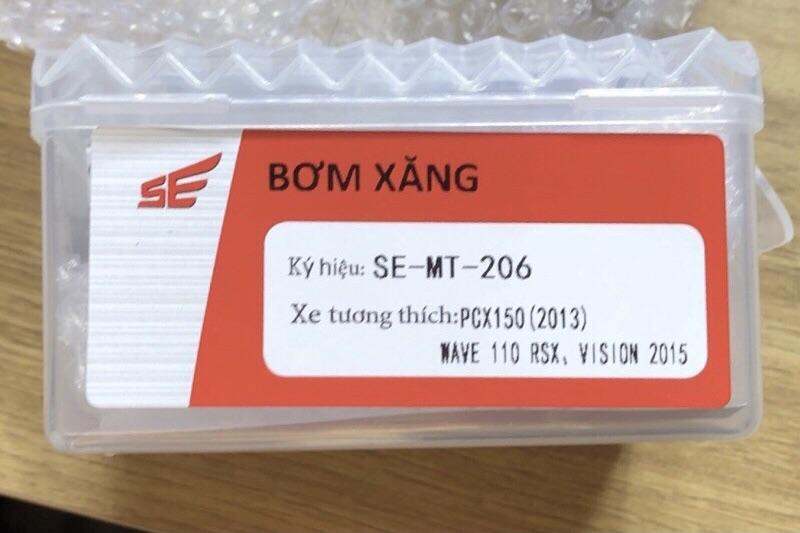 SE
BƠM XĂNG
Ký hiệu: SE-MT-206
Xe tương thích:PCX150(2013)
WAVE 110 RSX, VISION 2015